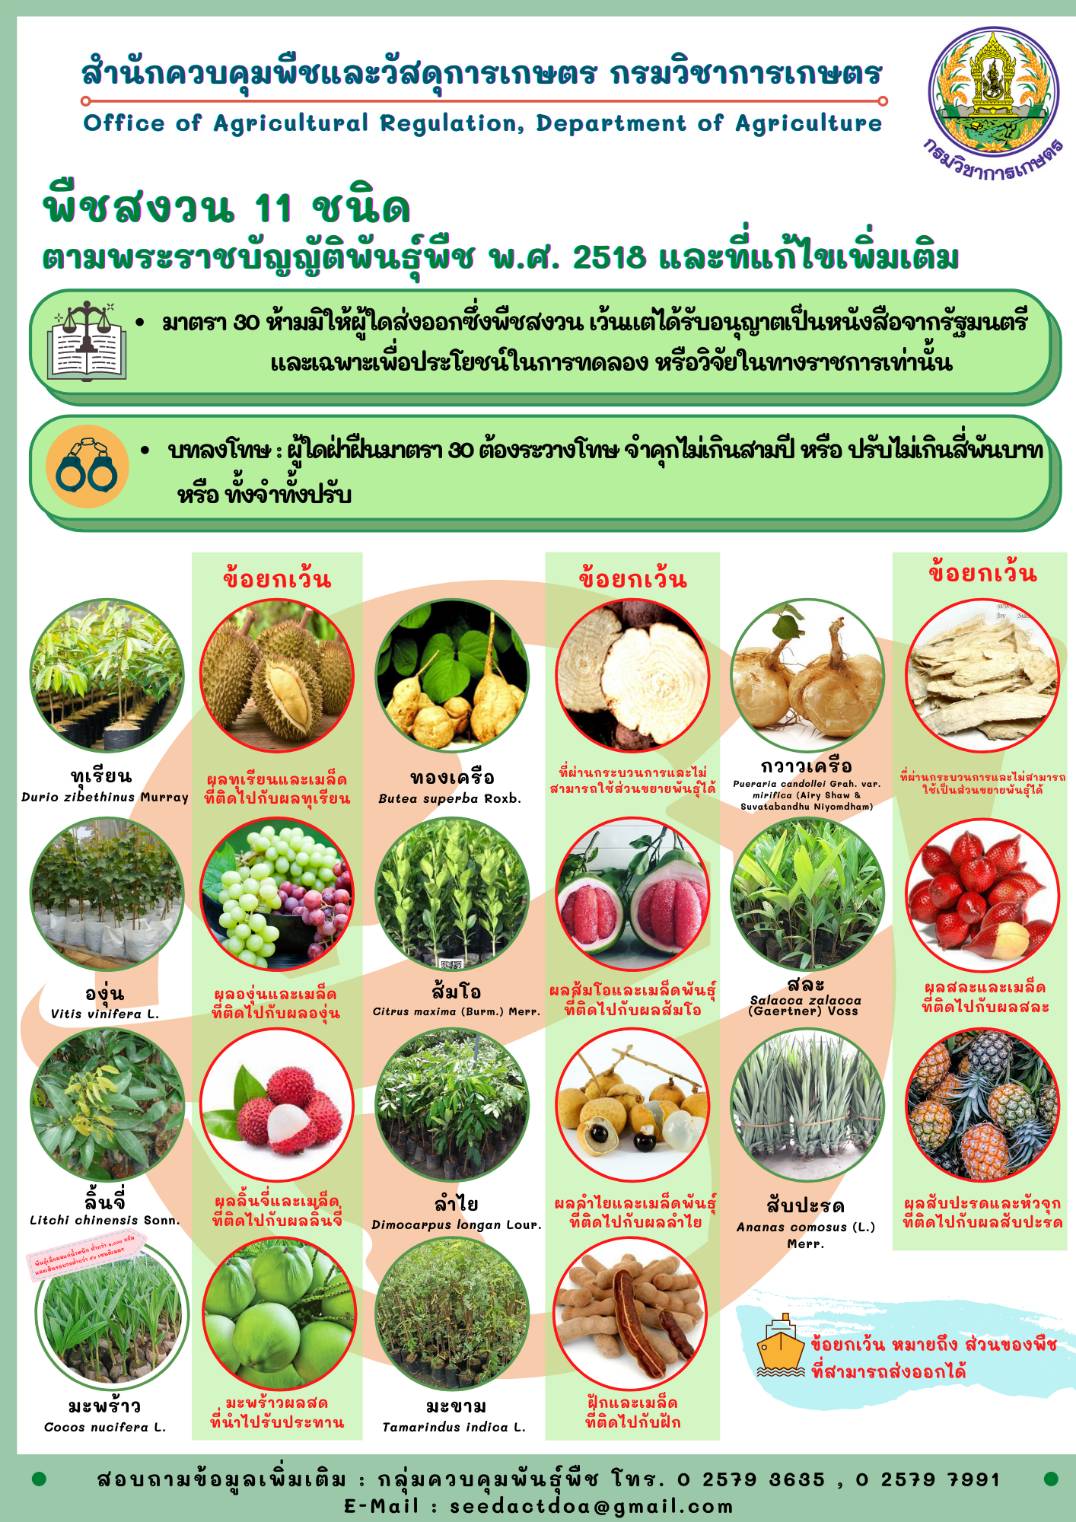 สำนักควบคุมพืชและวัสดุการเกษตร กรมวิชาการเกษตร
Office of Agricultural Regulation, Department of Agriculture
กรมวิชาการเกษตร
พืชสงวน 11 ชนิด
ตามพระราชบัญญัติพันธุ์พืช พ.ศ. 2518 และที่แก้ไขเพิ่มเติม
• มาตรา 30 ห้ามมิให้ผู้ใดส่งออกซึ่งพืชสงวน เว้นแต่ได้รับอนุญาตเป็นหนังสือจากรัฐมนตรี
และเฉพาะเพื่อประโยชน์ในการทดลอง หรือวิจัยในทางราชการเท่านั้น
• บทลงโทษ : ผู้ใดฝ่าฝืนมาตรา 30 ต้องระวางโทษ จำคุกไม่เกินสามปี หรือ ปรับไม่เกินสี่พันบาท
หรือ ทั้งจำทั้งปรับ
ข้อยกเว้น
ข้อยกเว้น
ข้อยกเว้น
ทุเรียน
Durio zibethinus Murray
ผลทุเรียนและเมล็ด
ที่ติดไปกับผลทุเรียน
ทองเครือ
Butea superba Roxb.
ที่ผ่านกระบวนการและไม่
สามารถใช้ส่วนขยายพันธุ์ได้
กวาวเครือ
Pueraria candollei Grah. var.
mirifica (Airy Shaw &
Suvatabandhu Niyomdham)
ที่ผ่านกระบวนการและไม่สามารถ
ใช้เป็นส่วนขยายพันธุ์ได้
องุ่น
Vitis vinifera L.
ผลองุ่นและเมล็ด
ที่ติดไปกับผลองุ่น
ส้มโอ
Citrus maxima (Burm.) Merr.
ผลส้มโอและเมล็ดพันธุ์
ที่ติดไปกับผลส้มโอ
สละ
Salacca zalacca
(Gaertner) Voss
ผลสละและเมล็ด
ที่ติดไปกับผลสละ
ลิ้นจี่
Litchi chinensis Sonn.
ผลลิ้นจี่และเมล็ด
ที่ติดไปกับผลลิ้นจี่
ลำไย
Dimocarpus longan Lour.
ผลลำไยและเมล็ดพันธุ์
ที่ติดไปกับผลลำไย
สับปะรด
Ananas comosus (L.)
Merr.
ผลสับปะรดและหัวจุก
ที่ติดไปกับผลสับปะรด
มะพร้าว
Cocos nucifera L.
มะพร้าวผลสด
ที่นำไปรับประทาน
มะขาม
Tamarindus indica L.
ฝักและเมล็ด
ที่ติดไปกับฝัก
ข้อยกเว้น หมายถึง ส่วนของพืช
ที่สามารถส่งออกได้
• สอบถามข้อมูลเพิ่มเติม : กลุ่มควบคุมพันธุ์พืช โทร. 0 2579 3635 , 0 2579 7991 •
E-Mail : seedactdoa@gmail.com